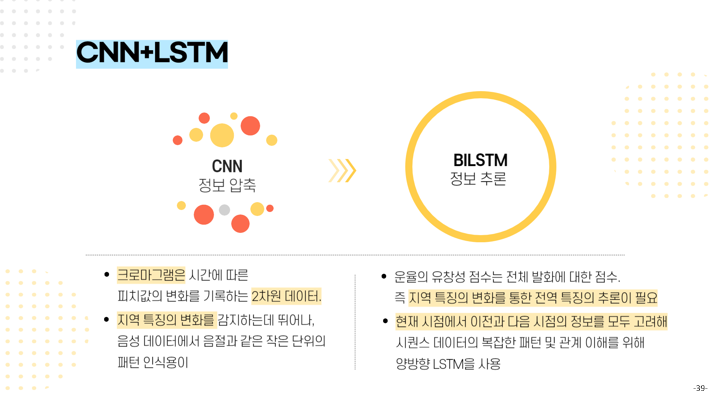 CNN+LSTM
CNN
정보 압축
BILSTM
정보 추론
크로마그램은 시간에 따른
피치값의 변화를 기록하는 2차원 데이터.
지역 특징의 변화를 감지하는데 뛰어나,
음성 데이터에서 음절과 같은 작은 단위의
패턴 인식용이
운율의 유창성 점수는 전체 발화에 대한 점수.
즉 지역 특징의 변화를 통한 전역 특징의 추론이 필요
현재 시점에서 이전과 다음 시점의 정보를 모두 고려해
시퀀스 데이터의 복잡한 패턴 및 관계 이해를 위해
양방향 LSTM을 사용
-39-